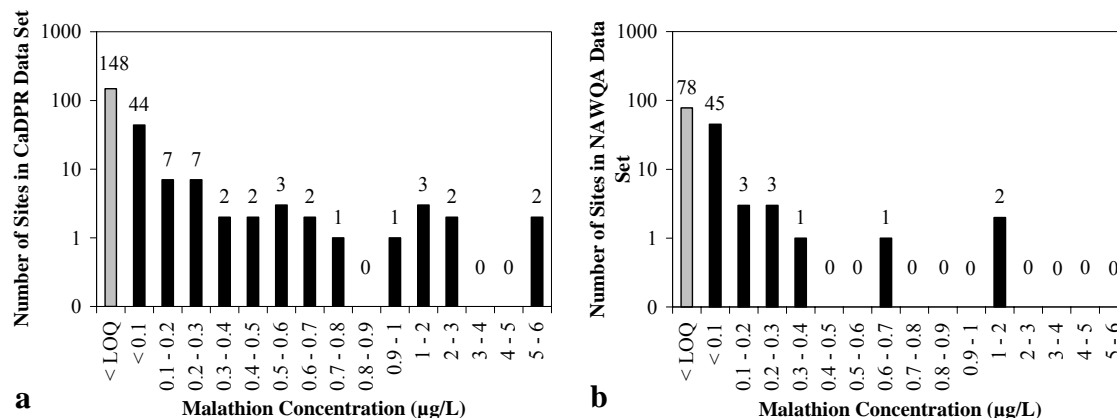 Number of Sites in CaDPR Data Set
1000
100
10
1
0
148
44
7
7
2
2
3
2
1
0
1
3
2
0
0
2
< LOQ
< 0.1
0.1 - 0.2
0.2 - 0.3
0.3 - 0.4
0.4 - 0.5
0.5 - 0.6
0.6 - 0.7
0.7 - 0.8
0.8 - 0.9
0.9 - 1
1 - 2
2 - 3
3 - 4
4 - 5
5 - 6
a
Malathion Concentration (µg/L)
Number of Sites in NAWQA Data
Set
1000
100
10
1
0
78
45
3
3
1
0
0
1
0
0
0
2
0
0
0
0
< LOQ
< 0.1
0.1 - 0.2
0.2 - 0.3
0.3 - 0.4
0.4 - 0.5
0.5 - 0.6
0.6 - 0.7
0.7 - 0.8
0.8 - 0.9
0.9 - 1
1 - 2
2 - 3
3 - 4
4 - 5
5 - 6
b
Malathion Concentration (µg/L)